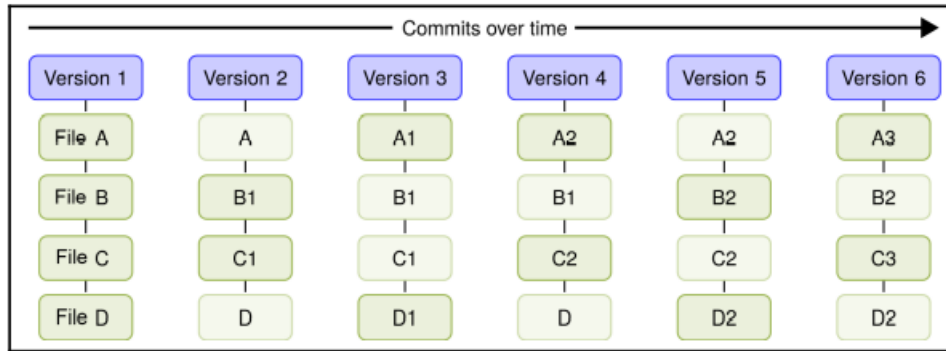 Commits over time
Version 1 Version 2 Version 3 Version 4 Version 5 Version 6
File A A A1 A2 A2 A3
File B B1 B1 B1 B2 B2
File C C1 C1 C2 C2 C3
File D D D1 D D2 D2